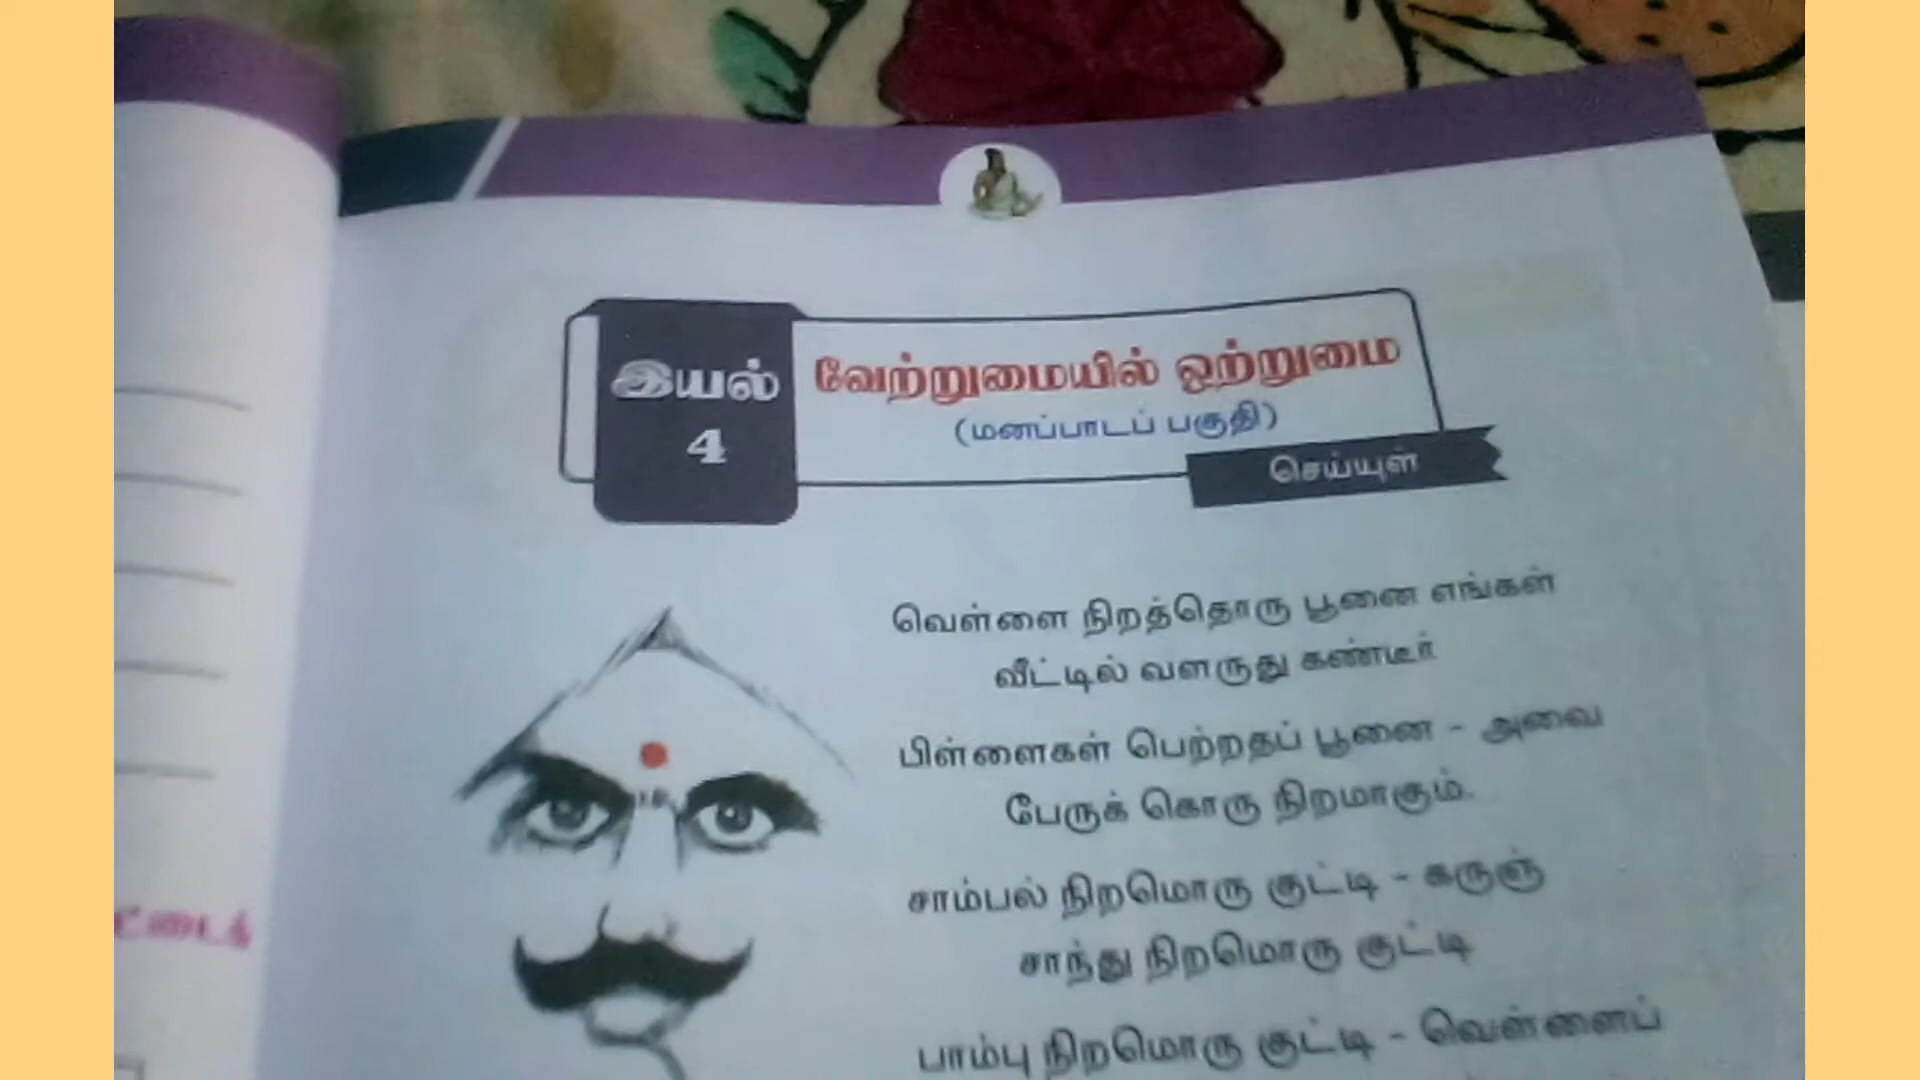 இயல்
4
வேற்றுமையில் ஒற்றுமை
(மனப்பாடப் பகுதி)
செய்யுள்
வெள்ளை நிறத்தொரு பூனை எங்கள்
வீட்டில் வளருது கண்டீர்
பிள்ளைகள் பெற்றதப் பூனை - அவை
பேருக் கொரு நிறமாகும்.
சாம்பல் நிறமொரு குட்டி - கருஞ்
சாந்து நிறமொரு குட்டி
பாம்பு நிறமொரு குட்டி - வெள்ளைப்